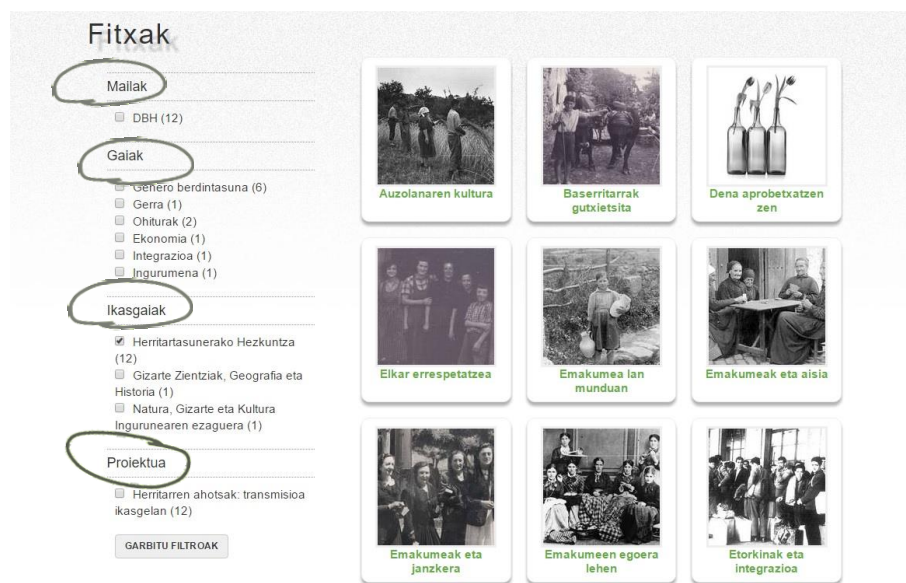 Fitxak
Mailak
DBH (12)
Gaiak
Genero berdintasuna (6)
Gerra (1)
Ohiturak (2)
Ekonomia (1)
Integrazioa (1)
Ingurumena (1)
Ikasgaiak
Herritartasunerako Hezkuntza
(12)
Gizarte Zientziak, Geografia eta
Historia (1)
Natura, Gizarte eta Kultura
Ingurunearen ezaguera (1)
Proiektua
Herritarren ahotsak: transmisioa
ikasgelan (12)
GARBITU FILTROAK
Auzolanaren kultura
Baserritarrak
gutxietsita
Dena aprobetxatzen
zen
Elkar errespetatzea
Emakumea lan
munduan
Emakumeak eta aisia
Emakumeak eta
janzkera
Emakumeen egoera
lehen
Etorkinak eta
integrazioa